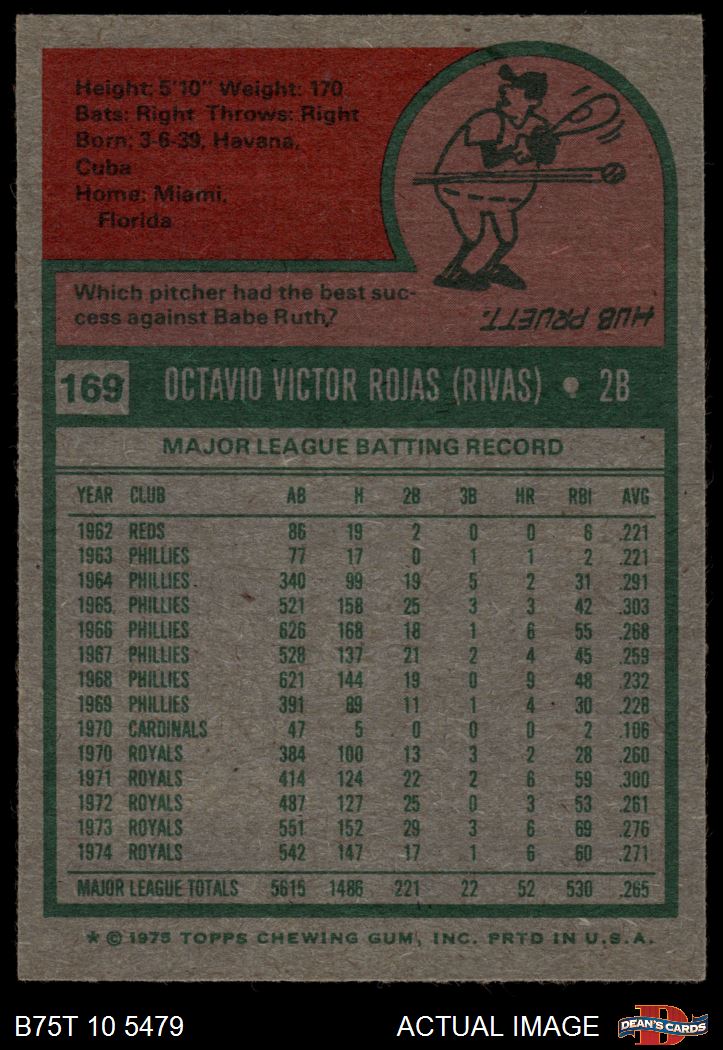 Height: 5'10" Weight: 170
Bats: Right Throws: Right
Born: 3-6-39, Havana,
Cuba
Home: Miami,
Florida
Which pitcher had the best suc-
cess against Babe Ruth?
HUB PRUETT.
169 OCTAVIO VICTOR ROJAS (RIVAS) • 2B
MAJOR LEAGUE BATTING RECORD
YEAR CLUB AB H 2B 3B HR RBI AVG
1962 REDS 86 19 2 0 0 6 .221
1963 PHILLIES 77 17 0 1 1 2 .221
1964 PHILLIES 340 99 19 5 2 31 .291
1965 PHILLIES 521 158 25 3 3 42 .303
1966 PHILLIES 626 168 18 1 6 55 .268
1967 PHILLIES 528 137 21 2 4 45 .259
1968 PHILLIES 621 144 19 0 9 48 .232
1969 PHILLIES 391 89 11 1 4 30 .228
1970 CARDINALS 47 5 0 0 0 2 .106
1970 ROYALS 384 100 13 3 2 28 .260
1971 ROYALS 414 124 22 2 6 59 .300
1972 ROYALS 487 127 25 0 3 53 .261
1973 ROYALS 551 152 29 3 6 69 .276
1974 ROYALS 542 147 17 1 6 60 .271
MAJOR LEAGUE TOTALS 5615 1486 221 22 52 530 .265
* © 1975 TOPPS CHEWING GUM, INC. PRTD IN U.S.A.
B75T 10 5479 ACTUAL IMAGE
D
DEAN'S CARDS